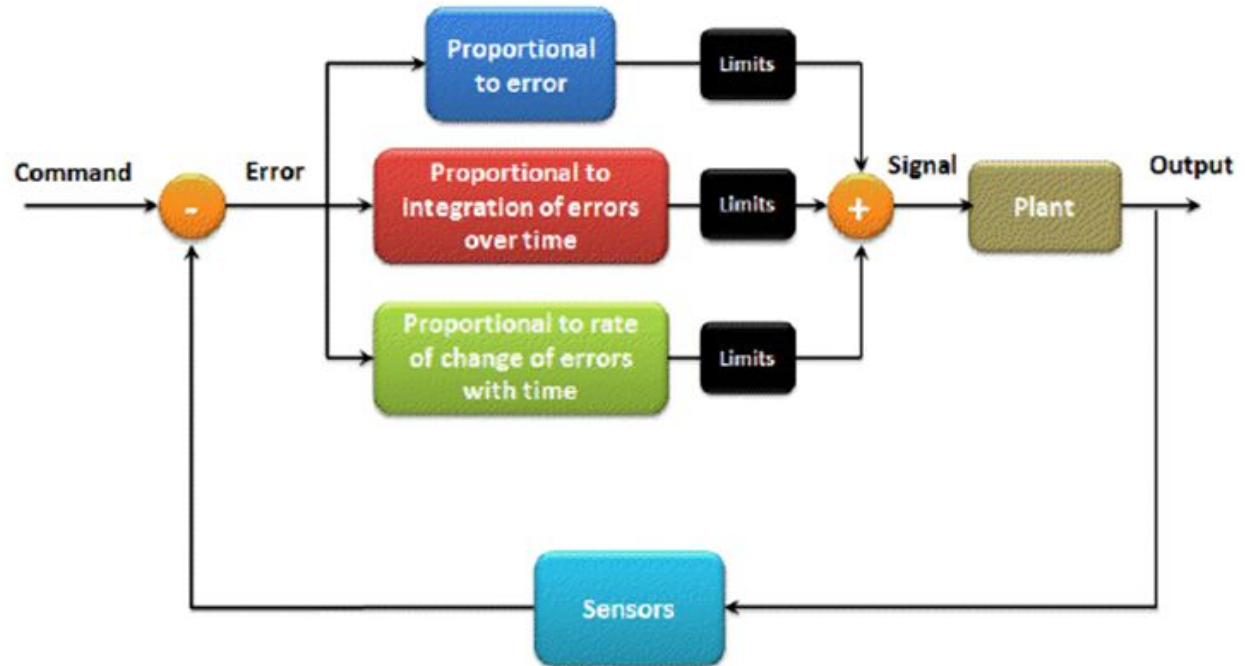 Proportional
to error
Limits
Command
Error
Proportional to
integration of errors
over time
Limits
+
Signal
Plant
Output
-
Proportional to rate
of change of errors
with time
Limits
Sensors